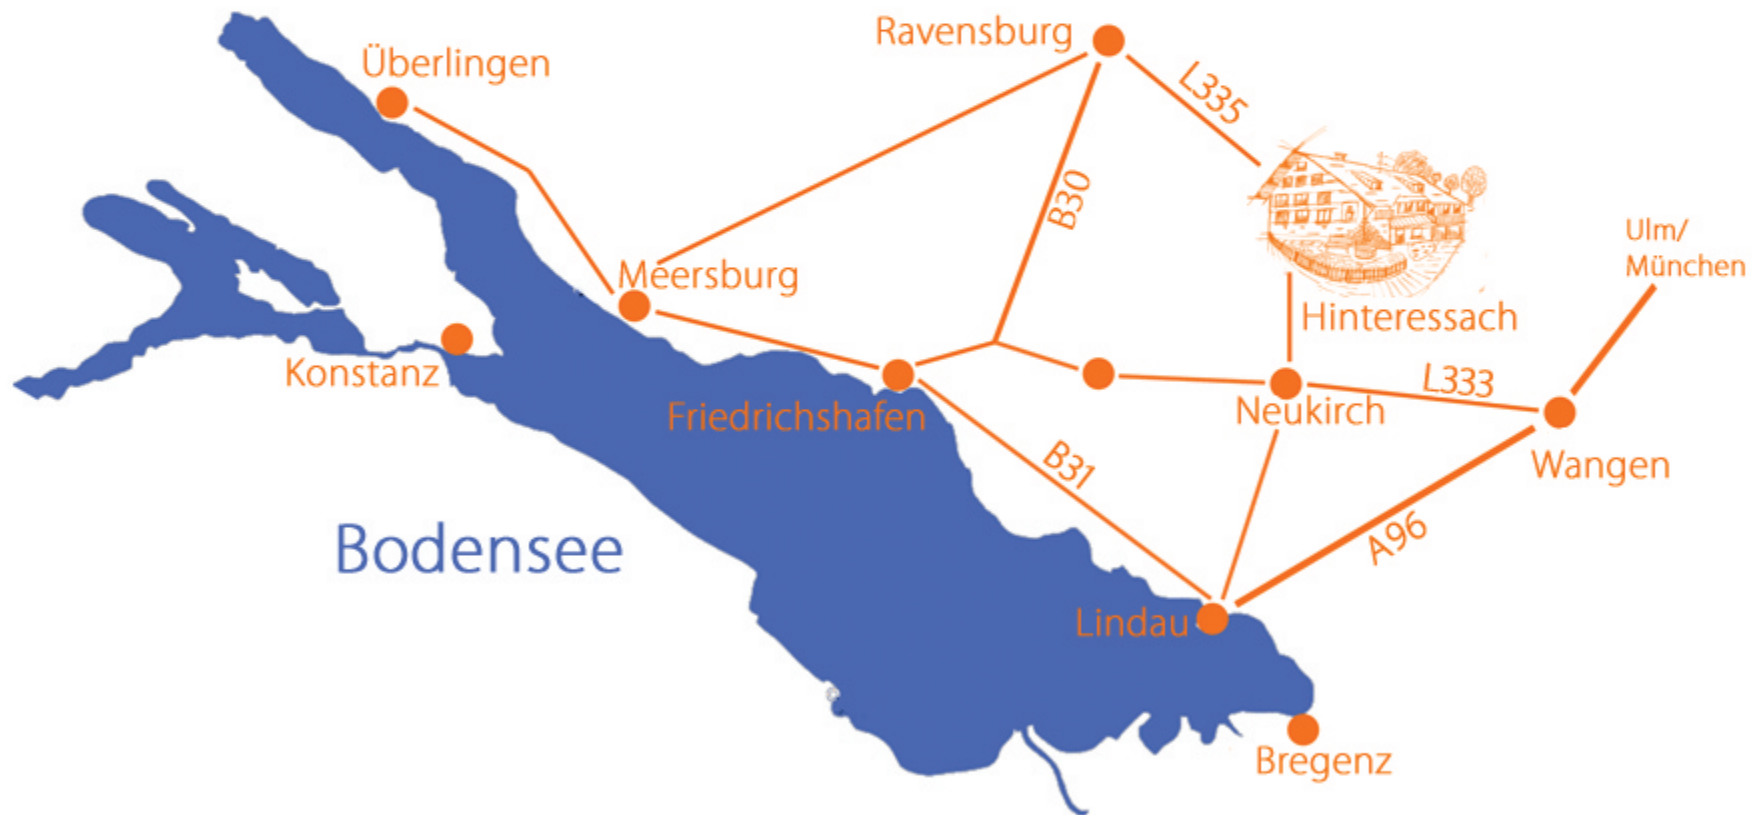 Ravensburg
Überlingen
L335
B30
Ulm/
München
Meersburg
Hinteressach
Konstanz
L333
Friedrichshafen
Neukirch
B31
Wangen
Bodensee
A96
Lindau
Bregenz